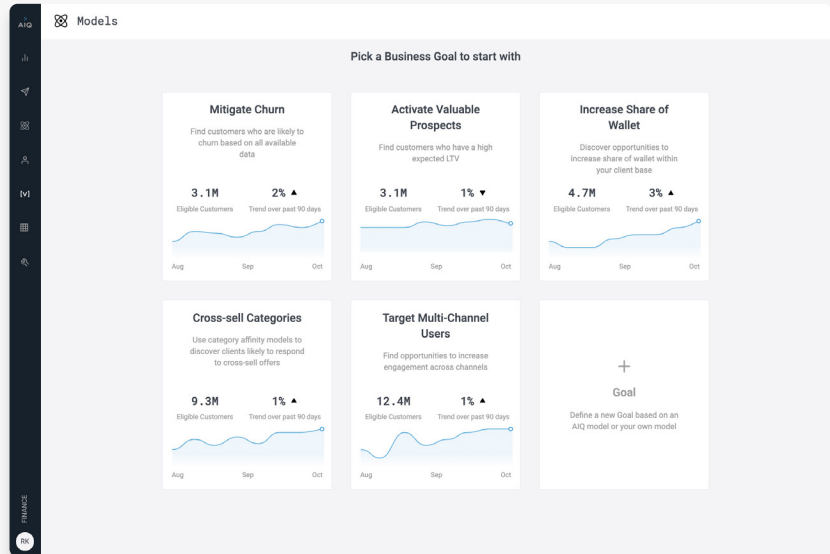 AIQ
Models
Pick a Business Goal to start with
Mitigate Churn
Find customers who are likely to
churn based on all available
data
3.1M 2% ▲
Eligible Customers Trend over past 90 days
Aug Sep Oct
Activate Valuable
Prospects
Find customers who have a high
expected LTV
3.1M 1% ▼
Eligible Customers Trend over past 90 days
Aug Sep Oct
Increase Share of
Wallet
Discover opportunities to
increase share of wallet within
your client base
4.7M 3% ▲
Eligible Customers Trend over past 90 days
Aug Sep Oct
Cross-sell Categories
Use category affinity models to
discover clients likely to respond
to cross-sell offers
9.3M 1% ▲
Eligible Customers Trend over past 90 days
Aug Sep Oct
Target Multi-Channel
Users
Find opportunities to increase
engagement across channels
12.4M 1% ▲
Eligible Customers Trend over past 90 days
Aug Sep Oct
+
Goal
Define a new Goal based on an
AIQ model or your own model
[v]
FINANCE
RK